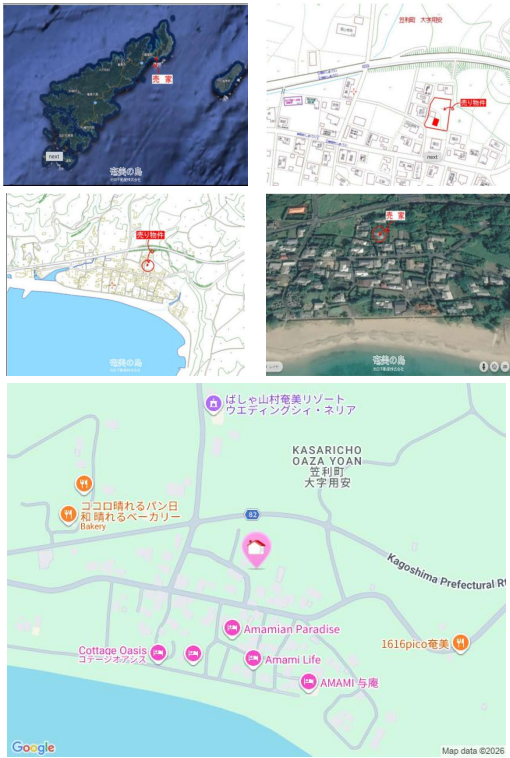 売 家
next
奄美の島
笠利町 大字用安
売り物件
next
売り物件
奄美の島
売 家
奄美の島
ばしゃ山村奄美リゾート
ウエディングシィ・ネリア
KASARICHO
OAZA YOAN
笠利町
大字用安
ココロ晴れるパン日
和 晴れるベーカリー
Bakery
82
Kagoshima Prefectural Rt
Amamian Paradise
1616pico奄美
Cottage Oasis
コテージオアシス
Amami Life
AMAMI 与庵
Google
Map data ©2026